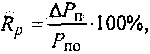 R̈ₚ = ΔPп. / Pпо · 100%,